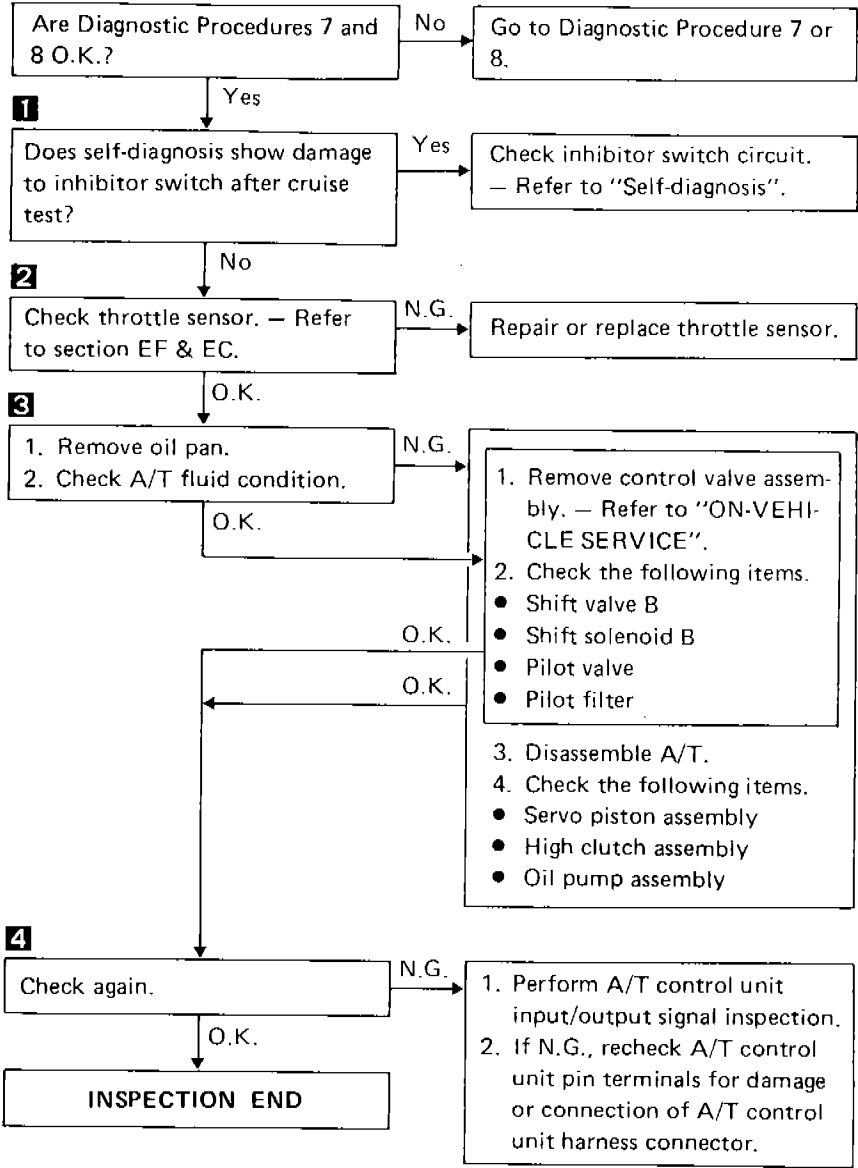 Are Diagnostic Procedures 7 and
8 O.K.?
No
Go to Diagnostic Procedure 7 or
8.
Yes
1
Does self-diagnosis show damage
to inhibitor switch after cruise
test?
Yes
Check inhibitor switch circuit.
— Refer to "Self-diagnosis".
No
2
Check throttle sensor. — Refer
to section EF & EC.
N.G.
Repair or replace throttle sensor.
O.K.
3
1. Remove oil pan.
2. Check A/T fluid condition.
N.G.
O.K.
1. Remove control valve assem-
bly. — Refer to "ON-VEHI-
CLE SERVICE".
2. Check the following items.
● Shift valve B
● Shift solenoid B
● Pilot valve
● Pilot filter
O.K.
O.K.
3. Disassemble A/T.
4. Check the following items.
● Servo piston assembly
● High clutch assembly
● Oil pump assembly
4
Check again.
N.G.
1. Perform A/T control unit
input/output signal inspection.
2. If N.G., recheck A/T control
unit pin terminals for damage
or connection of A/T control
unit harness connector.
O.K.
INSPECTION END